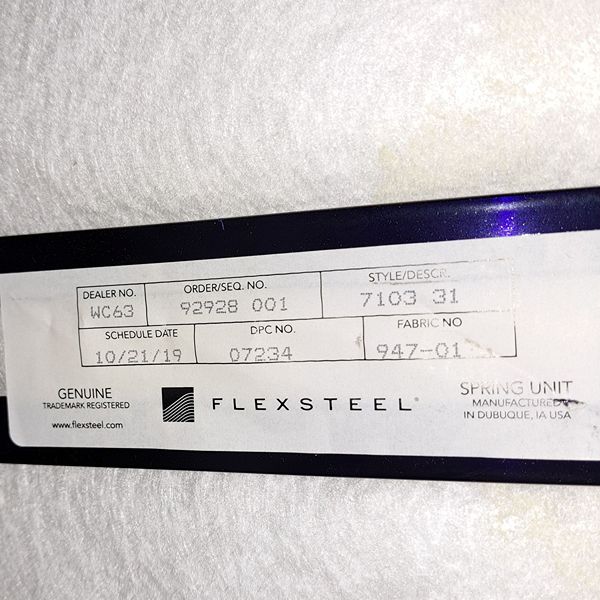 DEALER NO. ORDER/SEQ. NO. STYLE/DESCR.
WC63 92928 001 7103 31
SCHEDULE DATE DPC NO. FABRIC NO
10/21/19 07234 947-01
GENUINE
TRADEMARK REGISTERED
www.flexsteel.com
FLEXSTEEL®
SPRING UNIT
MANUFACTURED
IN DUBUQUE, IA USA